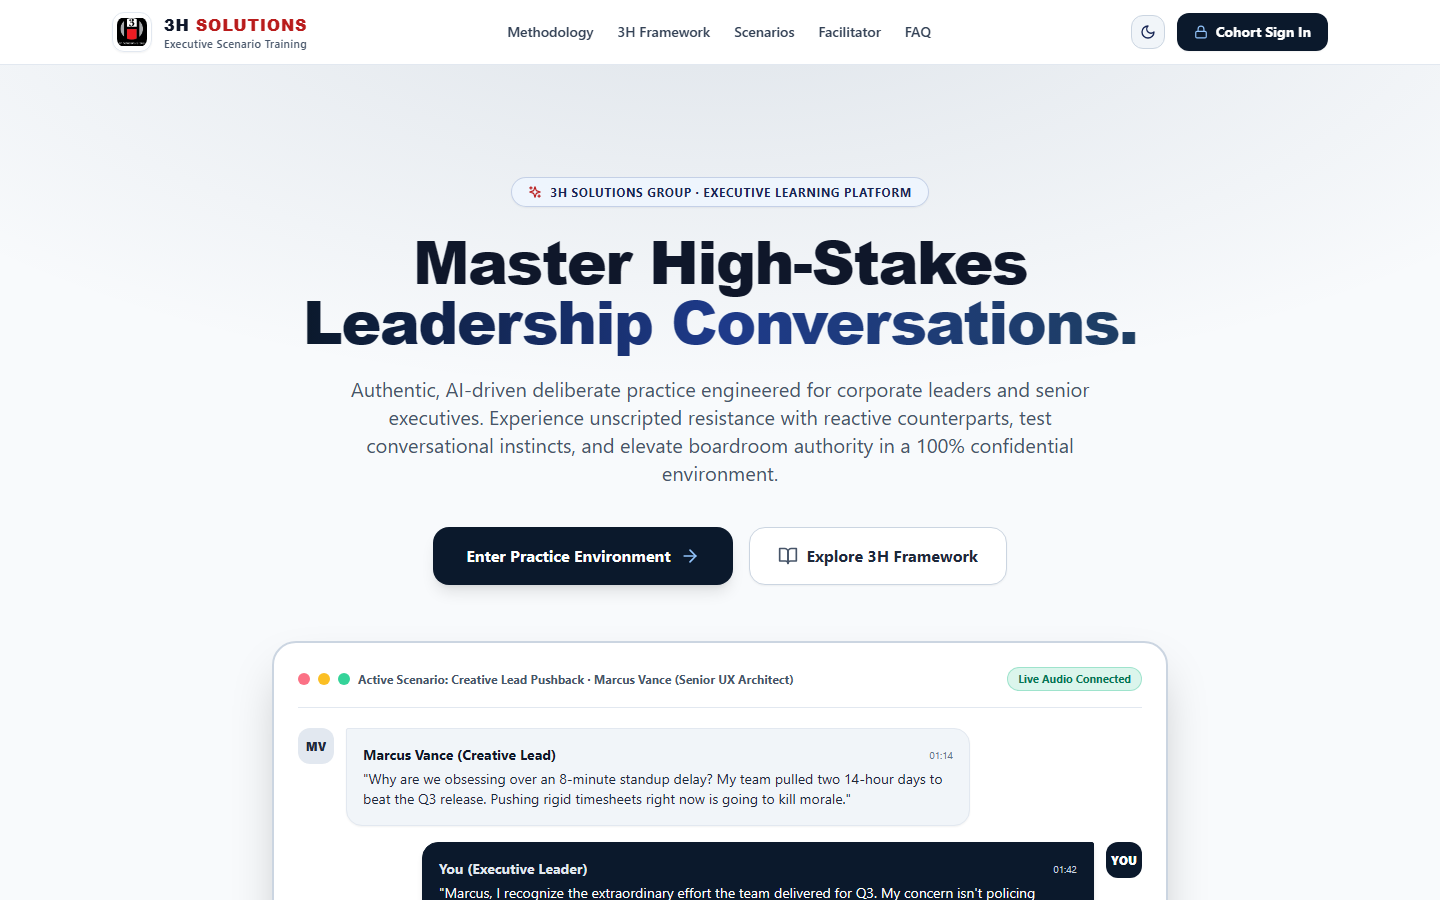 3H SOLUTIONS
Executive Scenario Training
Methodology
3H Framework
Scenarios
Facilitator
FAQ
Cohort Sign In
3H SOLUTIONS GROUP · EXECUTIVE LEARNING PLATFORM
Master High-Stakes
Leadership Conversations.
Authentic, AI-driven deliberate practice engineered for corporate leaders and senior
executives. Experience unscripted resistance with reactive counterparts, test
conversational instincts, and elevate boardroom authority in a 100% confidential
environment.
Enter Practice Environment
Explore 3H Framework
Active Scenario: Creative Lead Pushback · Marcus Vance (Senior UX Architect)
Live Audio Connected
MV
Marcus Vance (Creative Lead)
01:14
"Why are we obsessing over an 8-minute standup delay? My team pulled two 14-hour days to
beat the Q3 release. Pushing rigid timesheets right now is going to kill morale."
You (Executive Leader)
01:42
YOU
"Marcus, I recognize the extraordinary effort the team delivered for Q3. My concern isn't policing